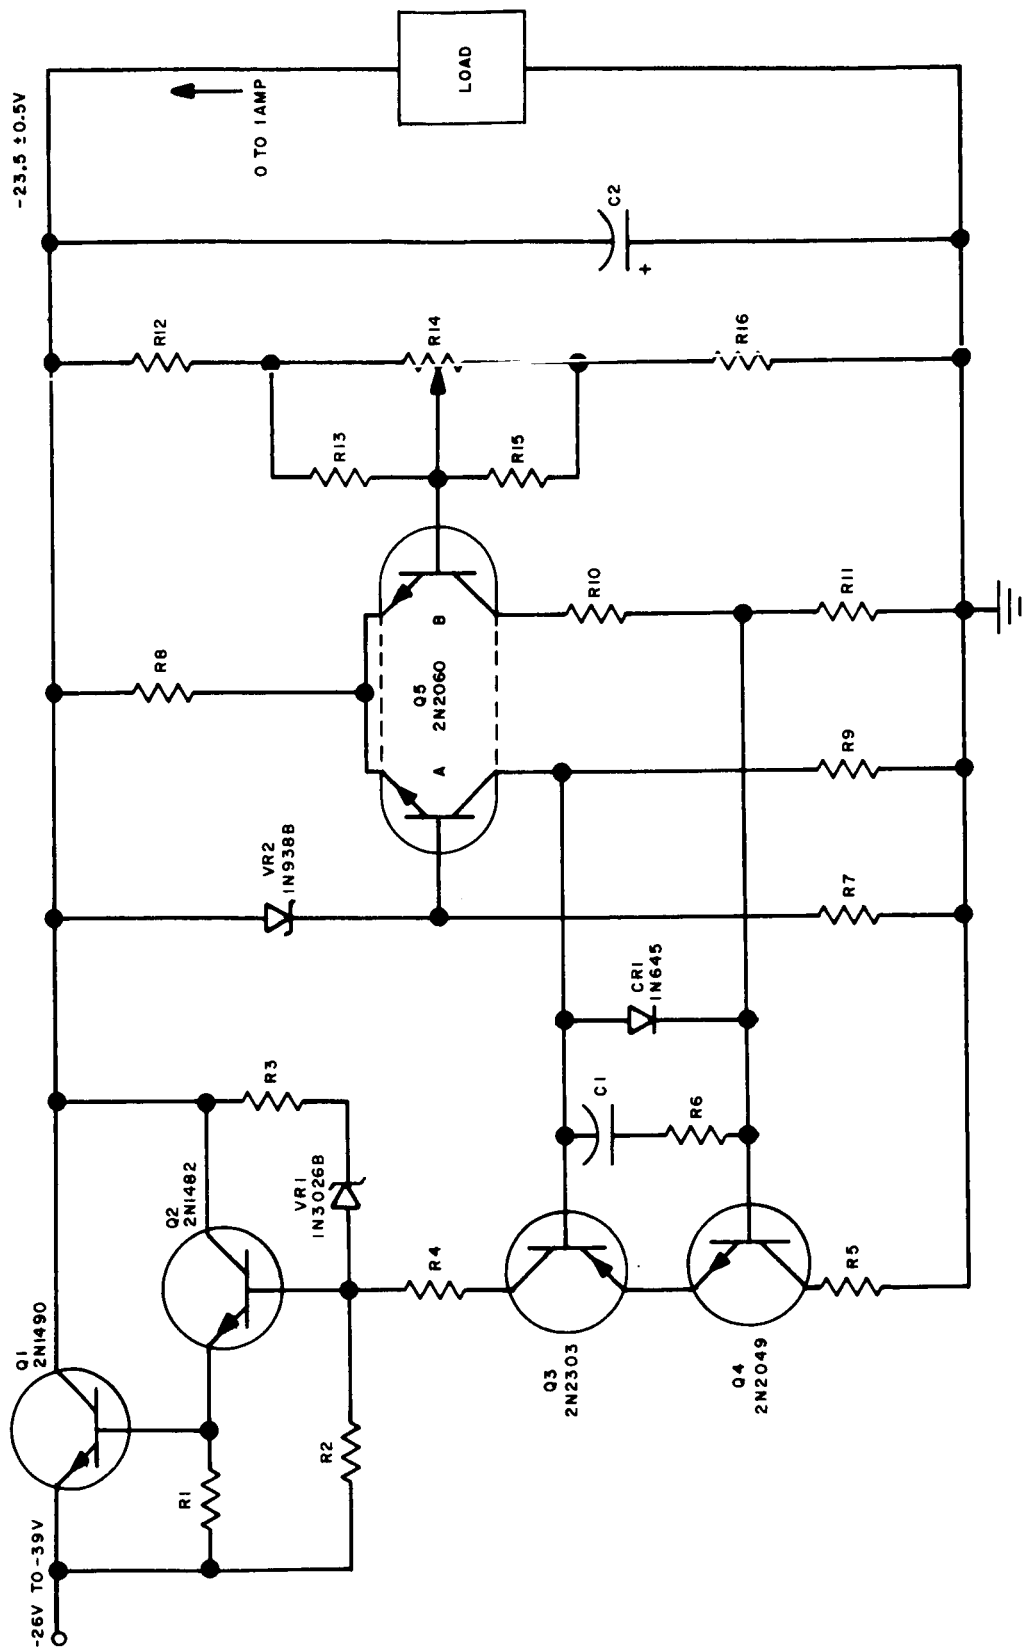 -26V TO -39V
Q1
2N1490
R1
R2
Q2
2N1482
VR1
1N3026B
R3
R4
Q3
2N2303
Q4
2N2049
R5
C1
R6
CR1
1N645
VR2
1N938B
R7
R8
Q5
2N2060
A
B
R9
R10
R11
R12
R13
R14
R15
R16
C2
+
-23.5 ±0.5V
0 TO 1 AMP
LOAD